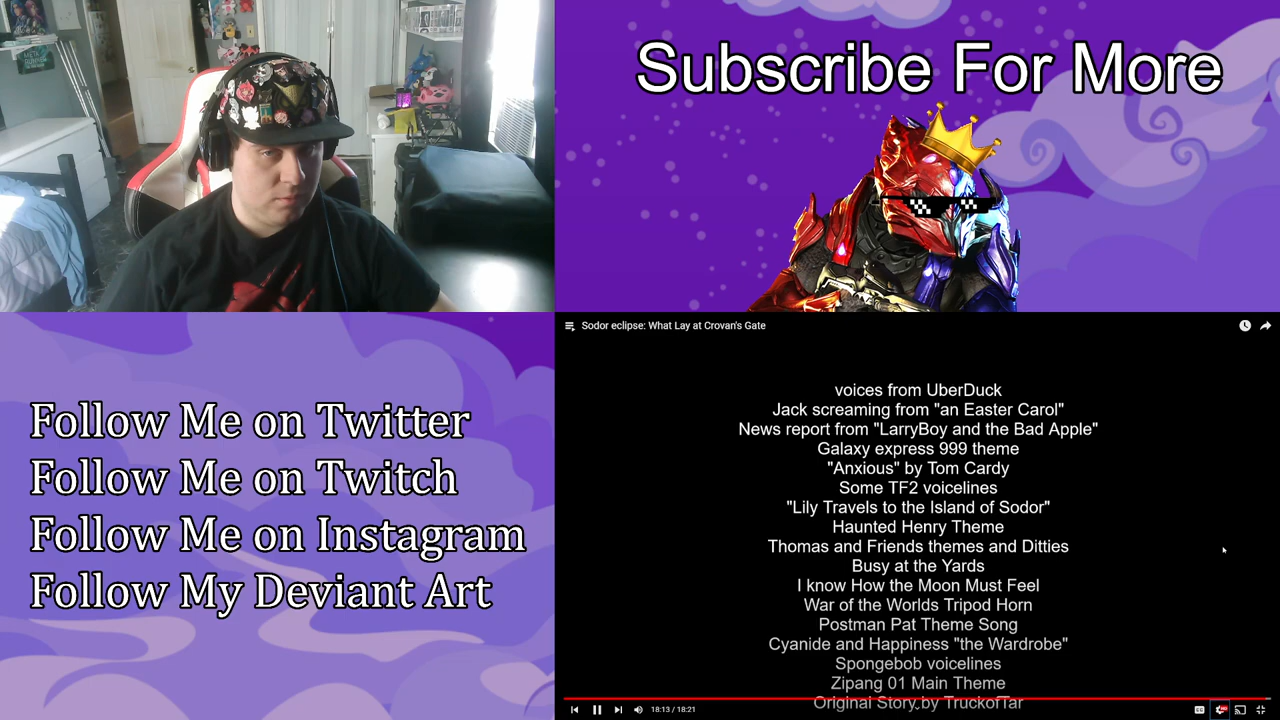 Subscribe For More
Follow Me on Twitter
Follow Me on Twitch
Follow Me on Instagram
Follow My Deviant Art
Sodor eclipse: What Lay at Crovan's Gate
voices from UberDuck
Jack screaming from "an Easter Carol"
News report from "LarryBoy and the Bad Apple"
Galaxy express 999 theme
"Anxious" by Tom Cardy
Some TF2 voicelines
"Lily Travels to the Island of Sodor"
Haunted Henry Theme
Thomas and Friends themes and Ditties
Busy at the Yards
I know How the Moon Must Feel
War of the Worlds Tripod Horn
Postman Pat Theme Song
Cyanide and Happiness "the Wardrobe"
Spongebob voicelines
Zipang 01 Main Theme
Original Story by TruckofTar
18:13 / 18:21